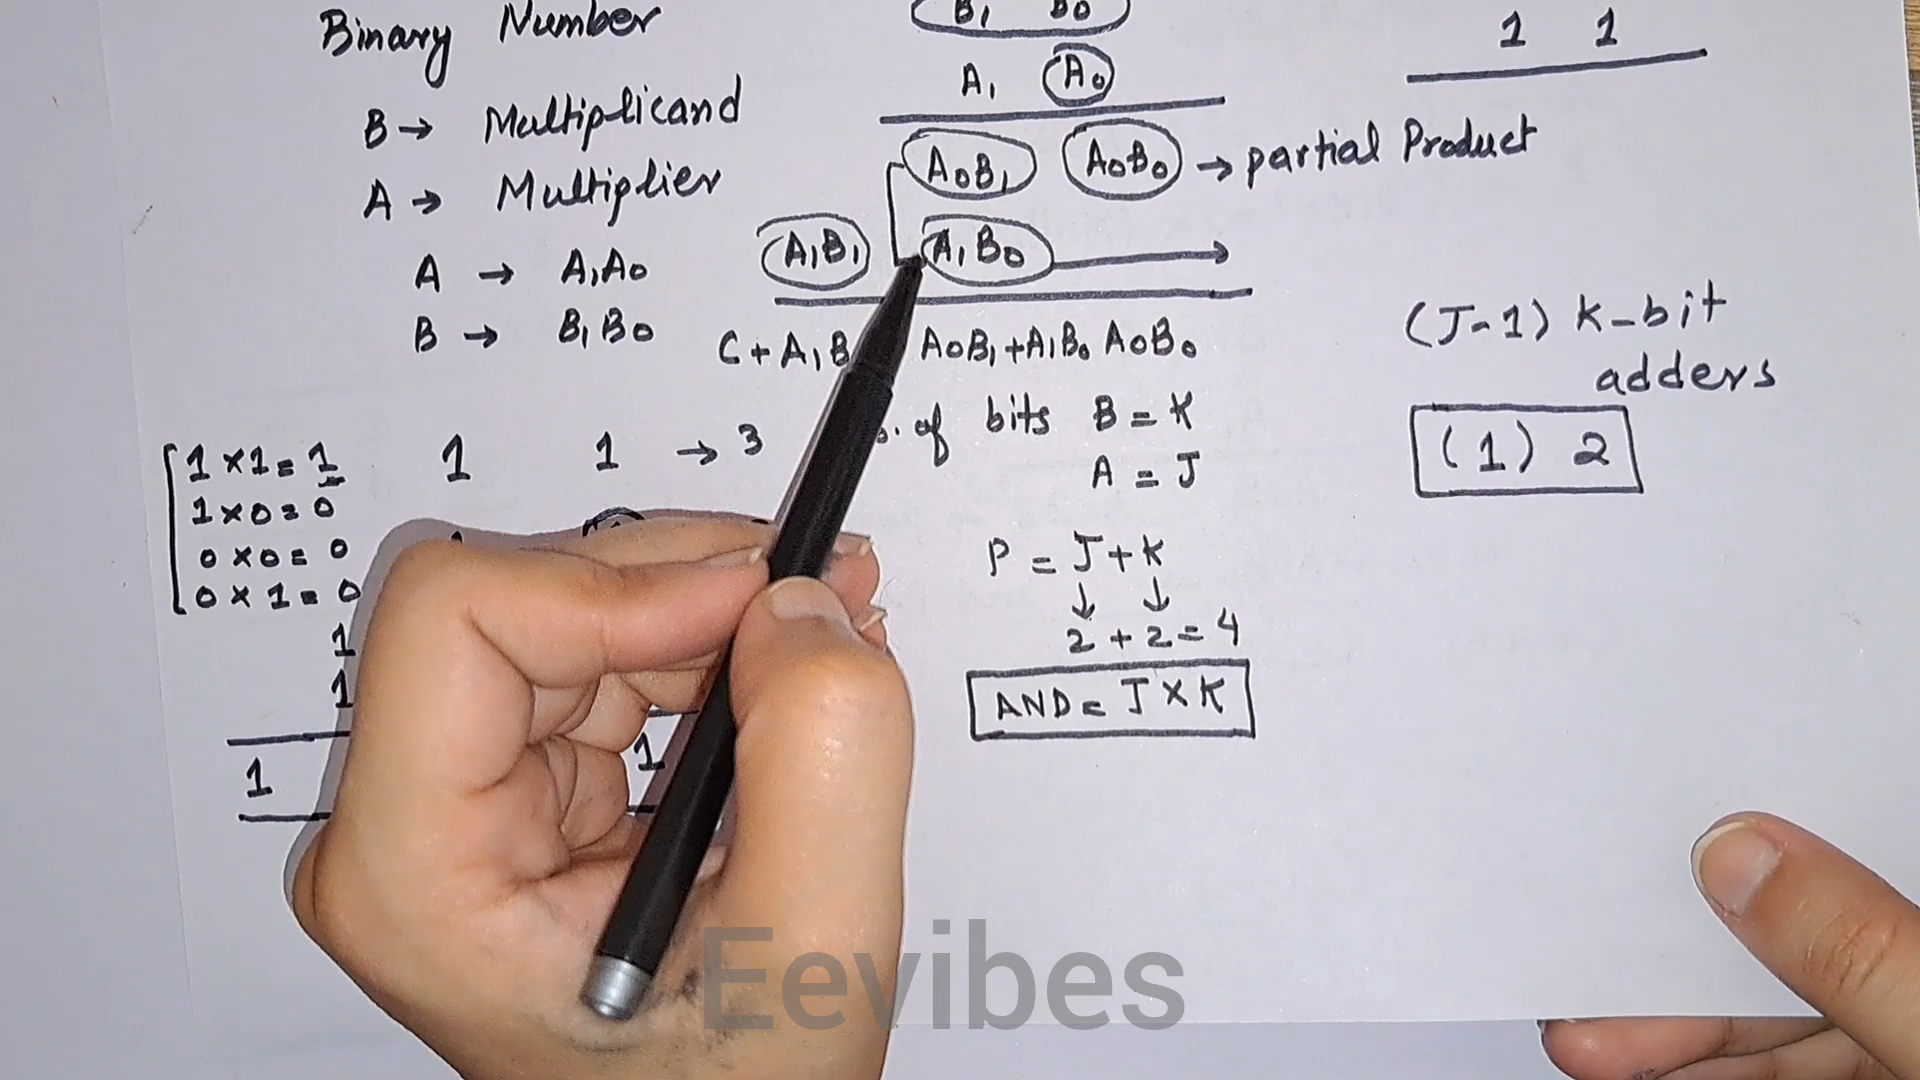 Binary Number
B → Multiplicand
A → Multiplier
A → A1A0
B → B1B0
B1 B0
A1 A0
A0B1 A0B0 → partial Product
A1B1 A1B0
C + A1B A0B1 + A1B0 A0B0
1 × 1 = 1
1 × 0 = 0
0 × 0 = 0
0 × 1 = 0
1 1 → 3
1
1
1 1
of bits B = K
A = J
P = J + K
↓ ↓
2 + 2 = 4
AND = J × K
1 1
(J-1) K-bit
adders
(1) 2
Eevibes